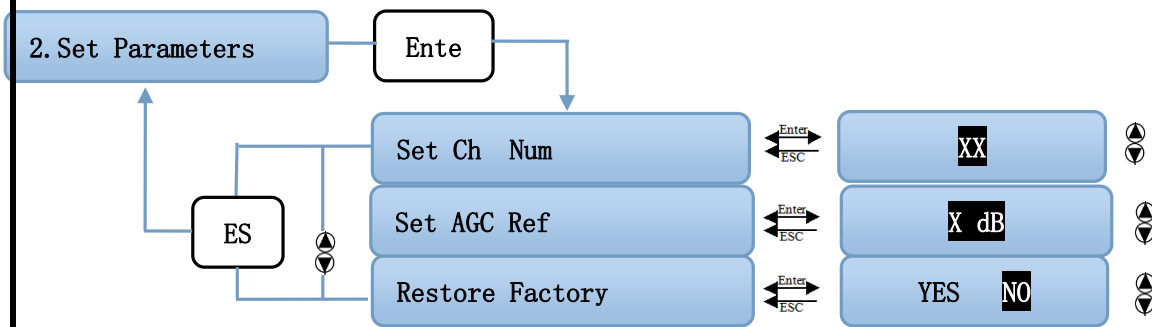 2. Set Parameters
Ente
Set Ch Num
Enter
ESC
XX
ES
Set AGC Ref
Enter
ESC
X dB
Restore Factory
Enter
ESC
YES NO